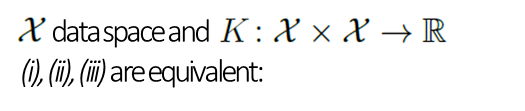 𝒳 data space and K : 𝒳 × 𝒳 → ℝ
(i), (ii), (iii) are equivalent: